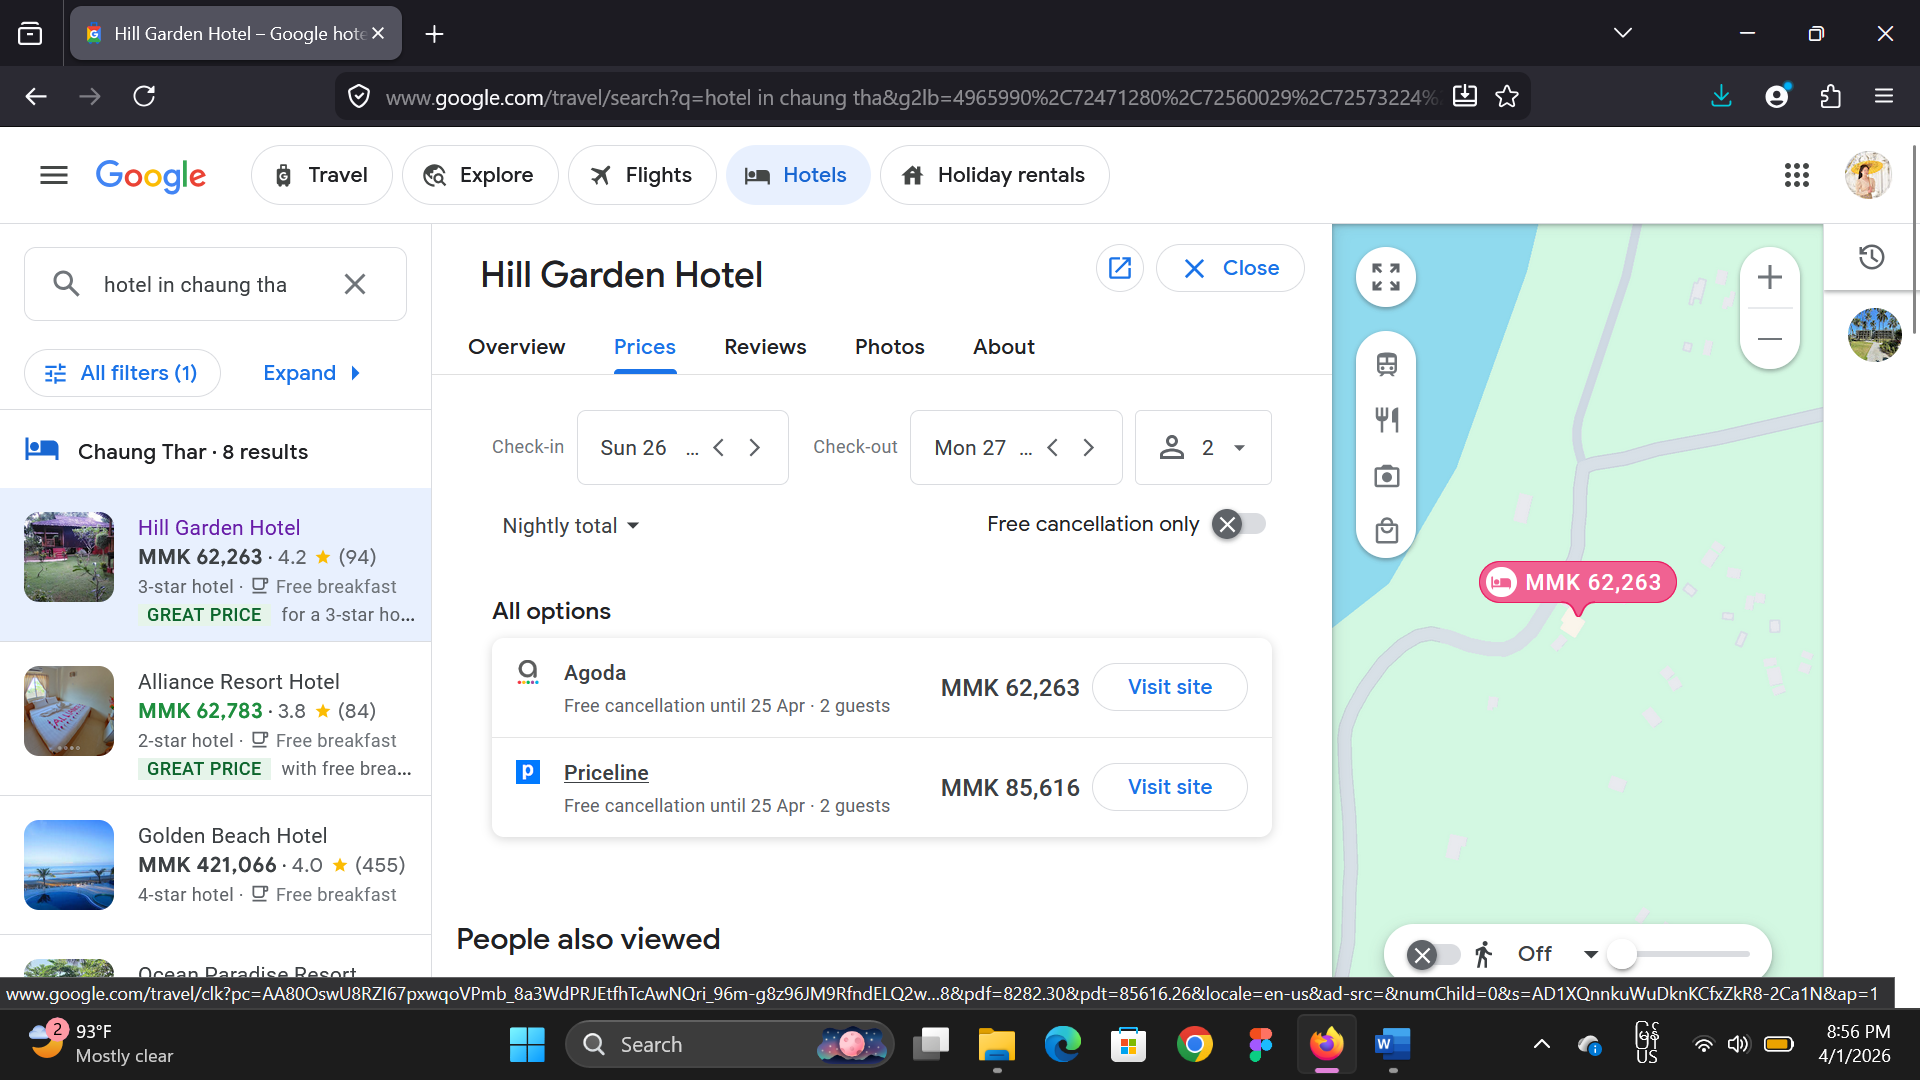 Hill Garden Hotel – Google hote
www.google.com/travel/search?q=hotel in chaung tha&g2lb=4965990%2C72471280%2C72560029%2C72573224%
Google
Travel
Explore
Flights
Hotels
Holiday rentals
hotel in chaung tha
All filters (1)
Expand
Chaung Thar · 8 results
Hill Garden Hotel
MMK 62,263 · 4.2 ★ (94)
3-star hotel · Free breakfast
GREAT PRICE for a 3-star ho...
Alliance Resort Hotel
MMK 62,783 · 3.8 ★ (84)
2-star hotel · Free breakfast
GREAT PRICE with free brea...
Golden Beach Hotel
MMK 421,066 · 4.0 ★ (455)
4-star hotel · Free breakfast
Ocean Paradise Resort
Hill Garden Hotel
Close
Overview
Prices
Reviews
Photos
About
Check-in
Sun 26 ...
Check-out
Mon 27 ...
2
Nightly total
Free cancellation only
All options
Agoda
Free cancellation until 25 Apr · 2 guests
MMK 62,263
Visit site
Priceline
Free cancellation until 25 Apr · 2 guests
MMK 85,616
Visit site
People also viewed
MMK 62,263
Off
www.google.com/travel/clk?pc=AA80OswU8RZI67pxwqoVPmb_8a3WdPRJEtfhTcAwNQri_96m-g8z96JM9RfndELQ2w...8&pdf=8282.30&pdt=85616.26&locale=en-us&ad-src=&numChild=0&s=AD1XQnnkuWuDknKCfxZkR8-2Ca1N&ap=1
2
93°F
Mostly clear
Search
မြန်
US
8:56 PM
4/1/2026